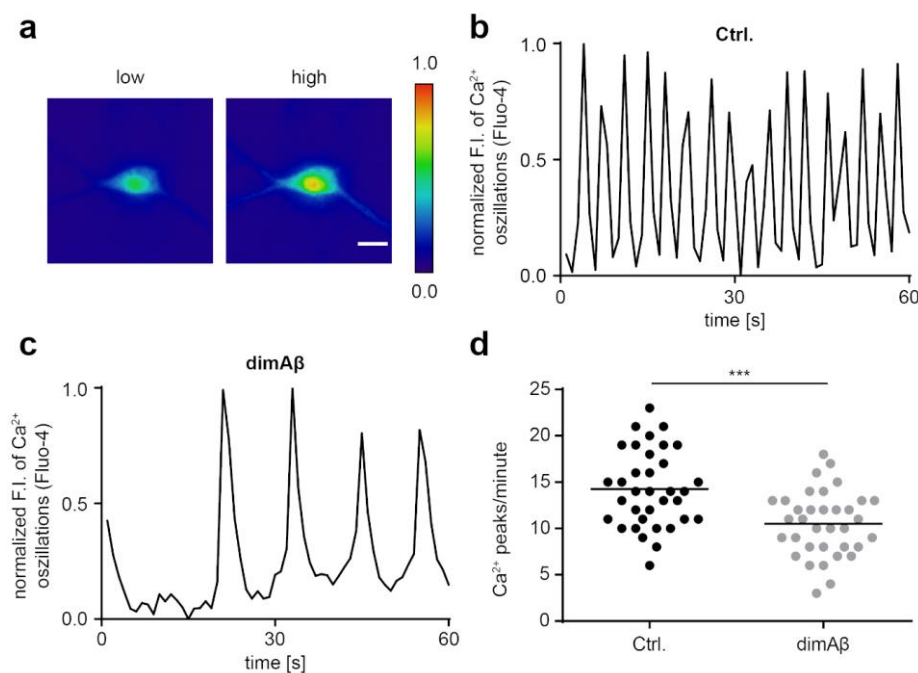 a
low
high
1.0
0.0
b
Ctrl.
normalized F.I. of Ca²⁺
oszillations (Fluo-4)
1.0
0.5
0.0
0
30
60
time [s]
c
dimAβ
normalized F.I. of Ca²⁺
oszillations (Fluo-4)
1.0
0.5
0.0
0
30
60
time [s]
d
***
Ca²⁺ peaks/minute
25
20
15
10
5
0
Ctrl.
dimAβ